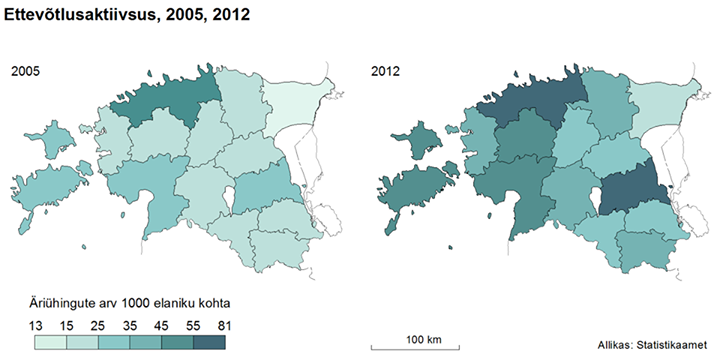 Ettevõtlusaktiivsus, 2005, 2012
2005
2012
Äriühingute arv 1000 elaniku kohta
13 15 25 35 45 55 81
100 km
Allikas: Statistikaamet